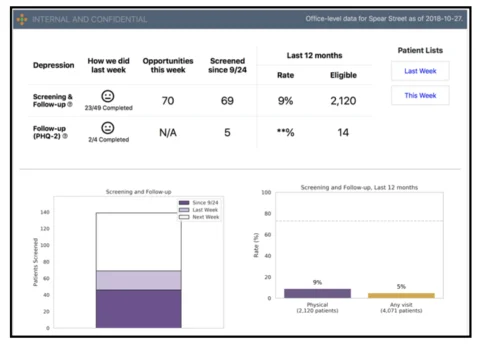 INTERNAL AND CONFIDENTIAL
Office-level data for Spear Street as of 2018-10-27.
Depression
How we did last week
Opportunities this week
Screened since 9/24
Last 12 months
Rate
Eligible
Patient Lists
Last Week
This Week
Screening & Follow-up
23/49 Completed
70
69
9%
2,120
Follow-up (PHQ-2)
2/4 Completed
N/A
5
**%
14
Screening and Follow-up
Since 9/24
Last Week
Next Week
Patients Screened
140
120
100
80
60
40
20
0
Screening and Follow-up, Last 12 months
Rate (%)
100
80
60
40
20
0
9%
5%
Physical
(2,120 patients)
Any visit
(4,071 patients)